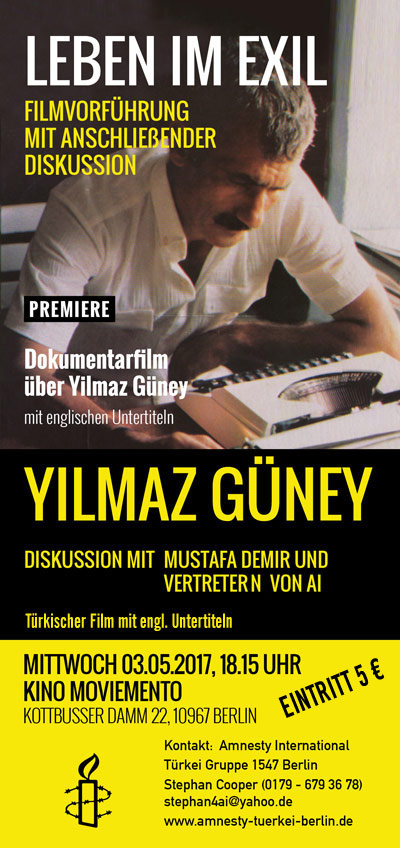 LEBEN IM EXIL
FILMVORFÜHRUNG
MIT ANSCHLIEßENDER
DISKUSSION
PREMIERE
Dokumentarfilm
über Yilmaz Güney
mit englischen Untertiteln
YILMAZ GÜNEY
DISKUSSION MIT MUSTAFA DEMIR UND
VERTRETERN VON AI
Türkischer Film mit engl. Untertiteln
MITTWOCH 03.05.2017, 18.15 UHR
KINO MOVIEMENTO
KOTTBUSSER DAMM 22, 10967 BERLIN
EINTRITT 5 €
Kontakt: Amnesty International
Türkei Gruppe 1547 Berlin
Stephan Cooper (0179 - 679 36 78)
stephan4ai@yahoo.de
www.amnesty-tuerkei-berlin.de